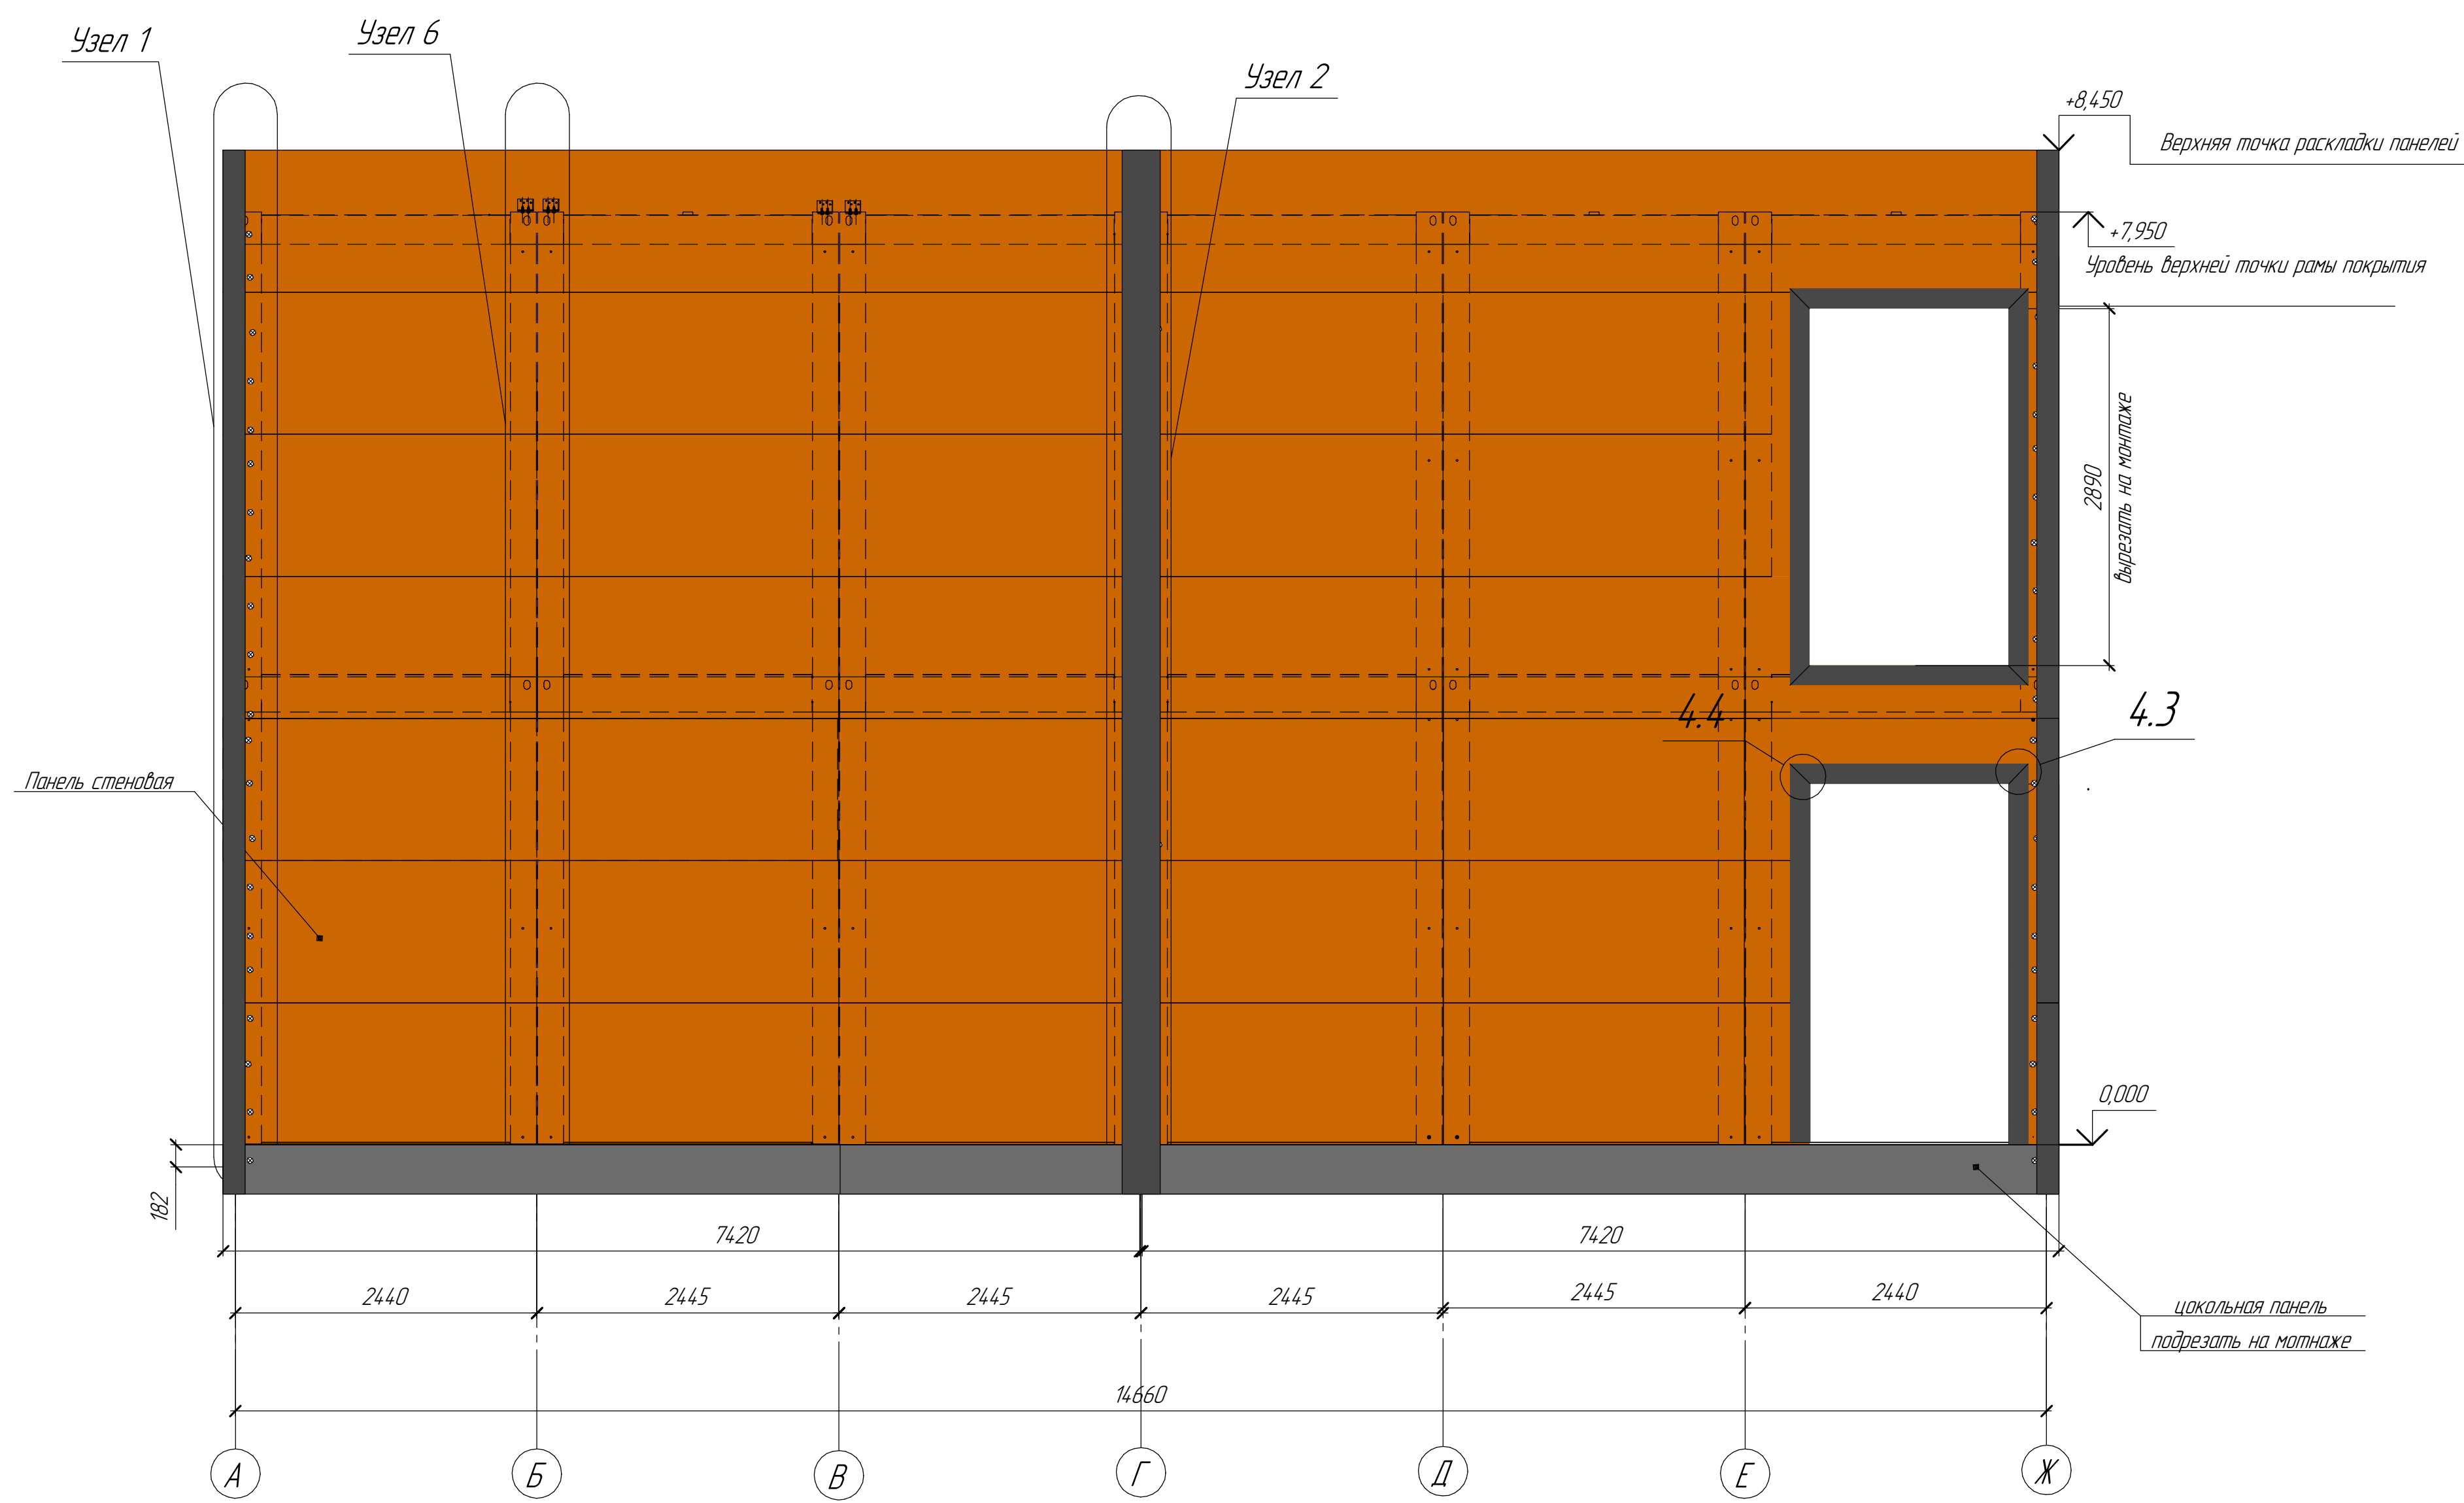 Узел 1
Узел 6
Узел 2
+8,450
Верхняя точка раскладки панелей
+7,950
Уровень верхней точки рамы покрытия
2890
вырезать на монтаже
4.4
4.3
Панель стеновая
0,000
182
7420
7420
2440
2445
2445
2445
2445
2440
цокольная панель
подрезать на мотнаже
14660
А
Б
В
Г
Д
Е
Ж